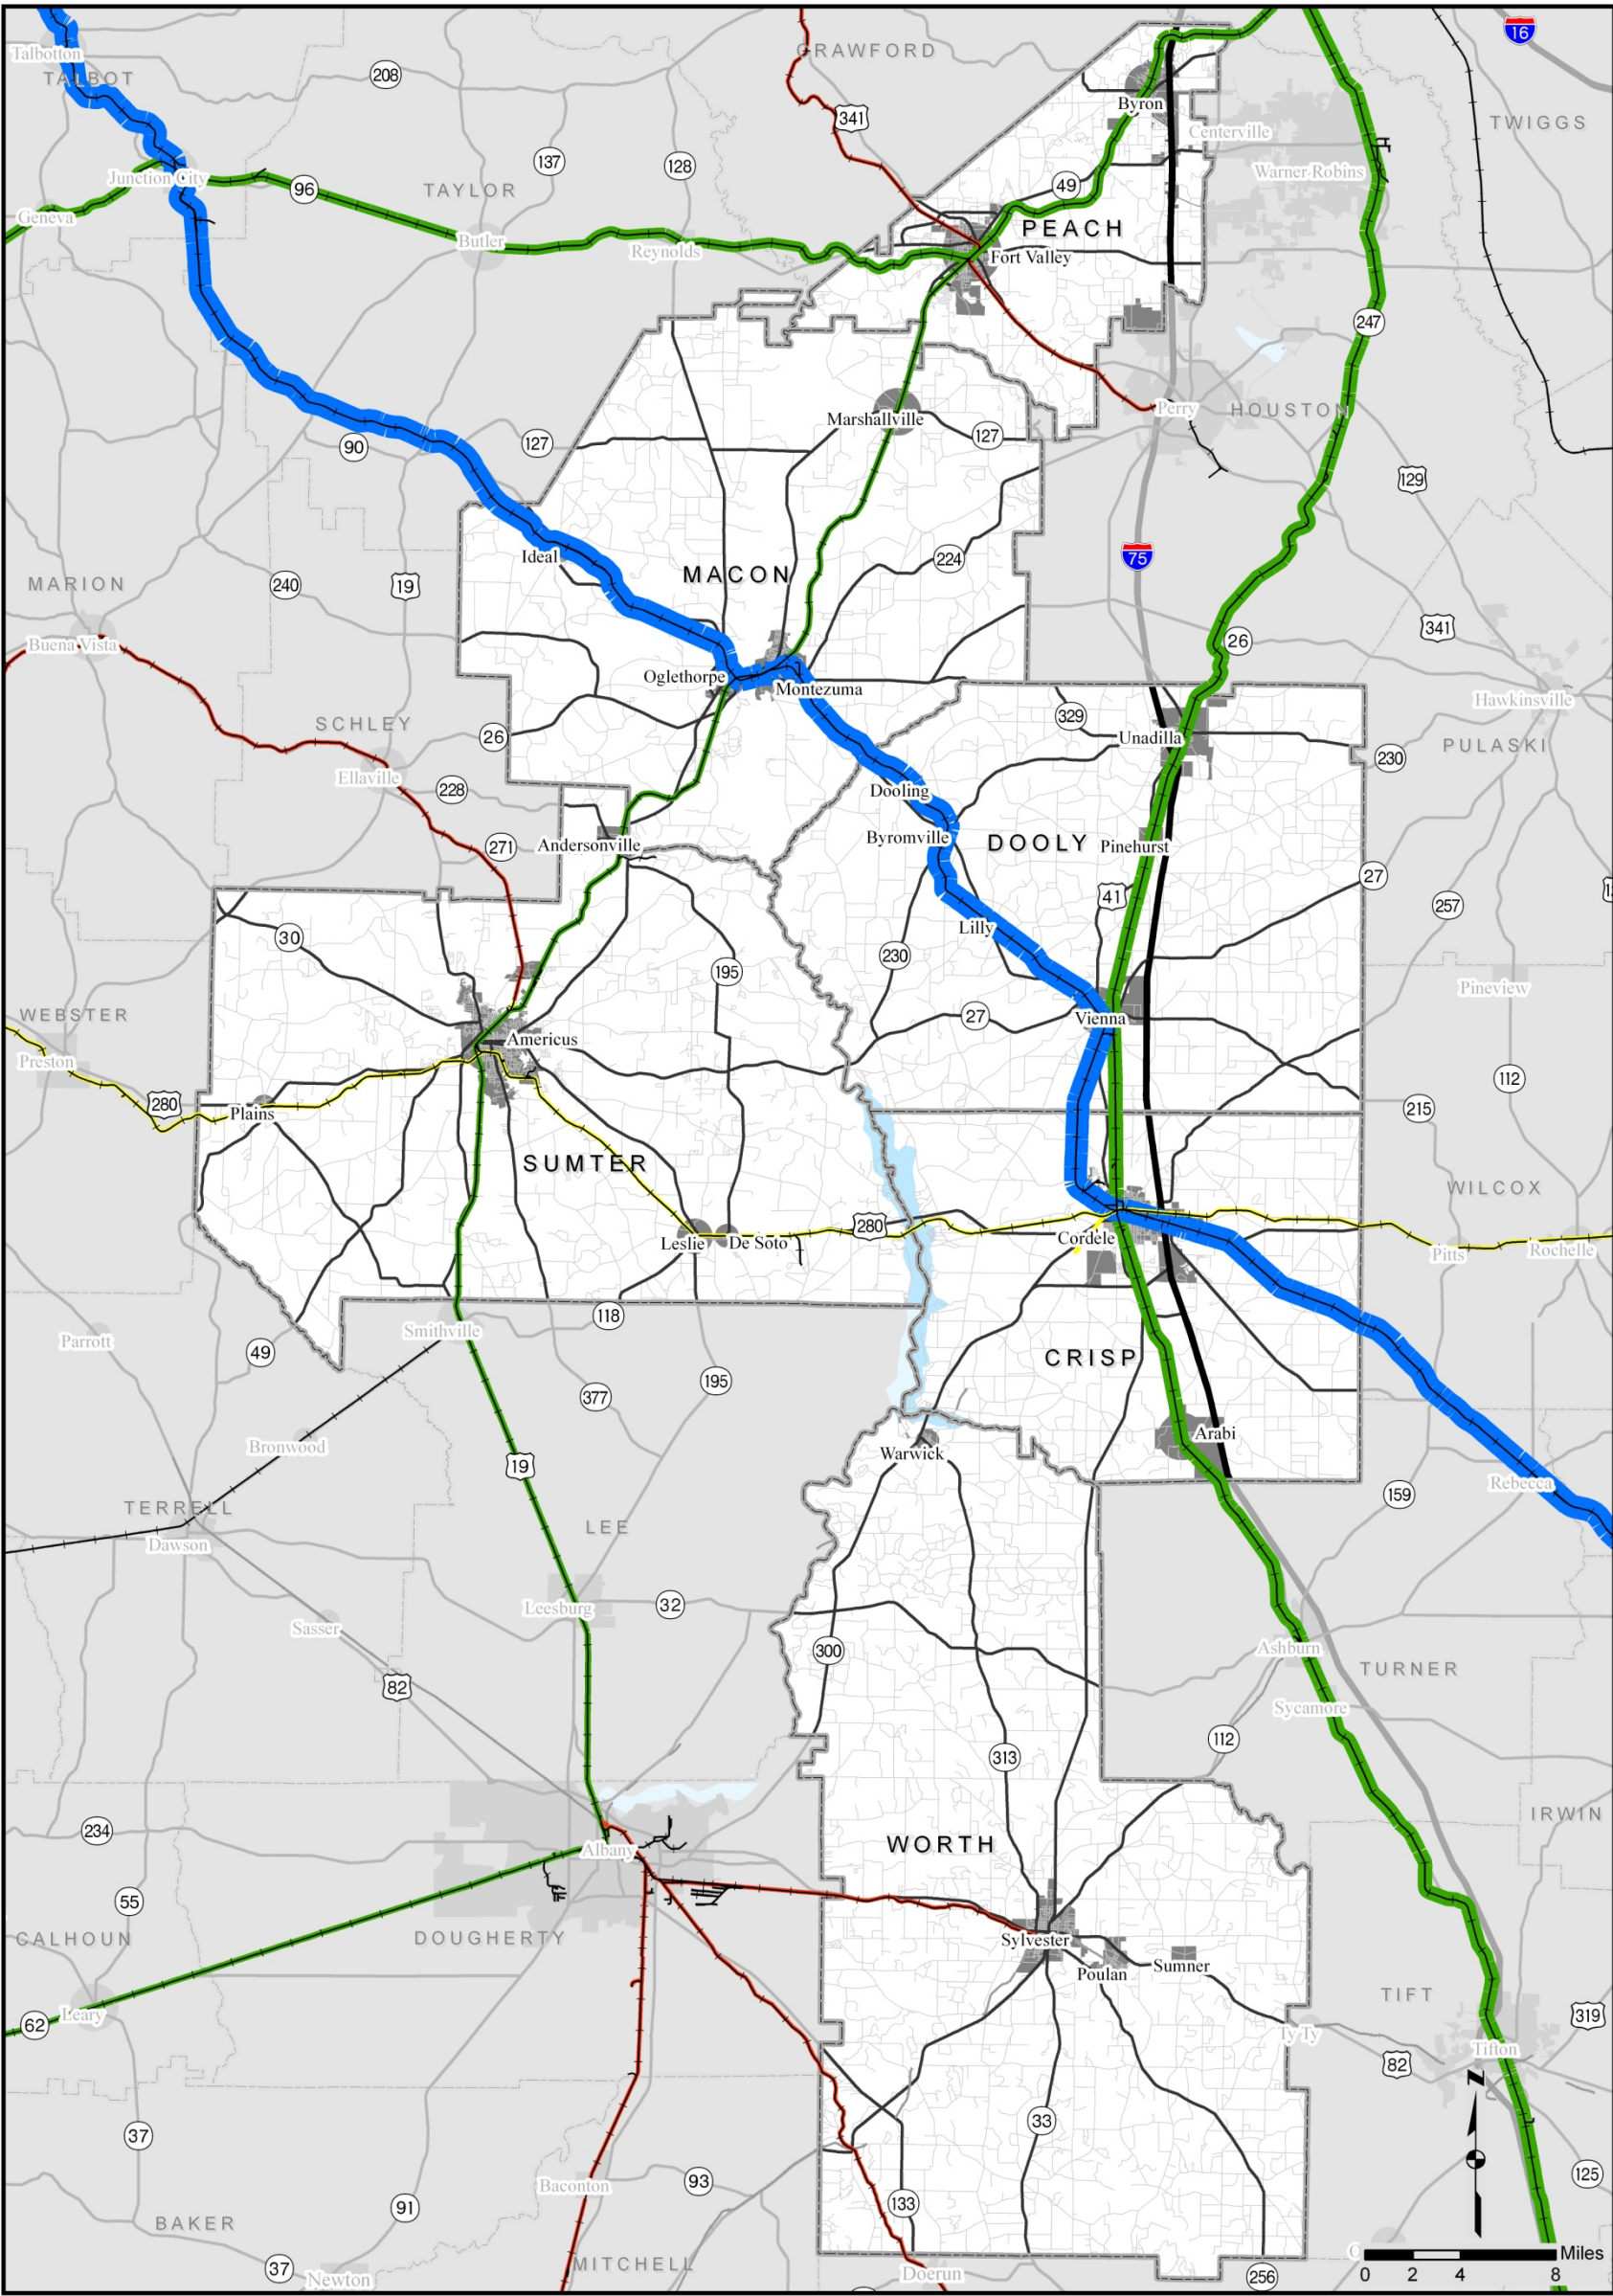 16
CRAWFORD
Talbotton
TALBOT
208
341
Byron
TWIGGS
Centerville
137
128
Warner Robins
Junction City
96
TAYLOR
49
Geneva
PEACH
Butler
Reynolds
Fort Valley
247
Perry
HOUSTON
Marshallville
127
127
90
129
Ideal
75
224
MACON
MARION
240
19
341
26
Buena Vista
Oglethorpe
Montezuma
Hawkinsville
SCHLEY
329
26
Unadilla
PULASKI
230
Ellaville
228
Dooling
Byromville
DOOLY
Pinehurst
271
Andersonville
27
41
257
Lilly
30
230
195
Pineview
WEBSTER
27
Vienna
Americus
Preston
112
280
Plains
215
SUMTER
WILCOX
280
Cordele
Leslie
De Soto
Pitts
Rochelle
118
Smithville
Parrott
49
CRISP
195
377
Arabi
Bronwood
Warwick
19
Rebecca
159
TERRELL
LEE
Dawson
32
Leesburg
Sasser
300
Ashburn
TURNER
82
Sycamore
112
313
IRWIN
234
WORTH
Albany
55
CALHOUN
DOUGHERTY
Sylvester
Poulan
Sumner
TIFT
Leary
62
Ty Ty
319
Tifton
82
N
37
33
125
Baconton
93
133
91
BAKER
MITCHELL
37
Newton
Doerun
256
Miles
0 2 4 8